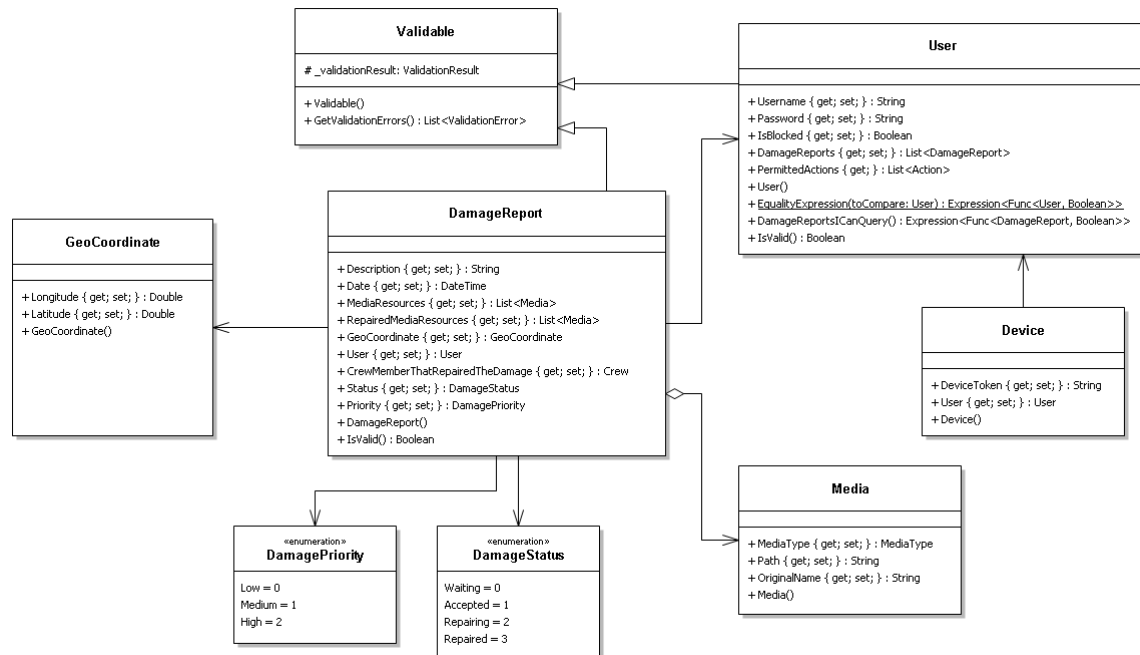 Validable
# _validationResult: ValidationResult
+ Validable()
+ GetValidationErrors() : List<ValidationError>
User
+ Username { get; set; } : String
+ Password { get; set; } : String
+ IsBlocked { get; set; } : Boolean
+ DamageReports { get; set; } : List<DamageReport>
+ PermittedActions { get; } : List<Action>
+ User()
+ EqualityExpression(toCompare: User) : Expression<Func<User, Boolean>>
+ DamageReportsICanQuery() : Expression<Func<DamageReport, Boolean>>
+ IsValid() : Boolean
DamageReport
+ Description { get; set; } : String
+ Date { get; set; } : DateTime
+ MediaResources { get; set; } : List<Media>
+ RepairedMediaResources { get; set; } : List<Media>
+ GeoCoordinate { get; set; } : GeoCoordinate
+ User { get; set; } : User
+ CrewMemberThatRepairedTheDamage { get; set; } : Crew
+ Status { get; set; } : DamageStatus
+ Priority { get; set; } : DamagePriority
+ DamageReport()
+ IsValid() : Boolean
GeoCoordinate
+ Longitude { get; set; } : Double
+ Latitude { get; set; } : Double
+ GeoCoordinate()
Device
+ DeviceToken { get; set; } : String
+ User { get; set; } : User
+ Device()
Media
+ MediaType { get; set; } : MediaType
+ Path { get; set; } : String
+ OriginalName { get; set; } : String
+ Media()
«enumeration»
DamagePriority
Low = 0
Medium = 1
High = 2
«enumeration»
DamageStatus
Waiting = 0
Accepted = 1
Repairing = 2
Repaired = 3